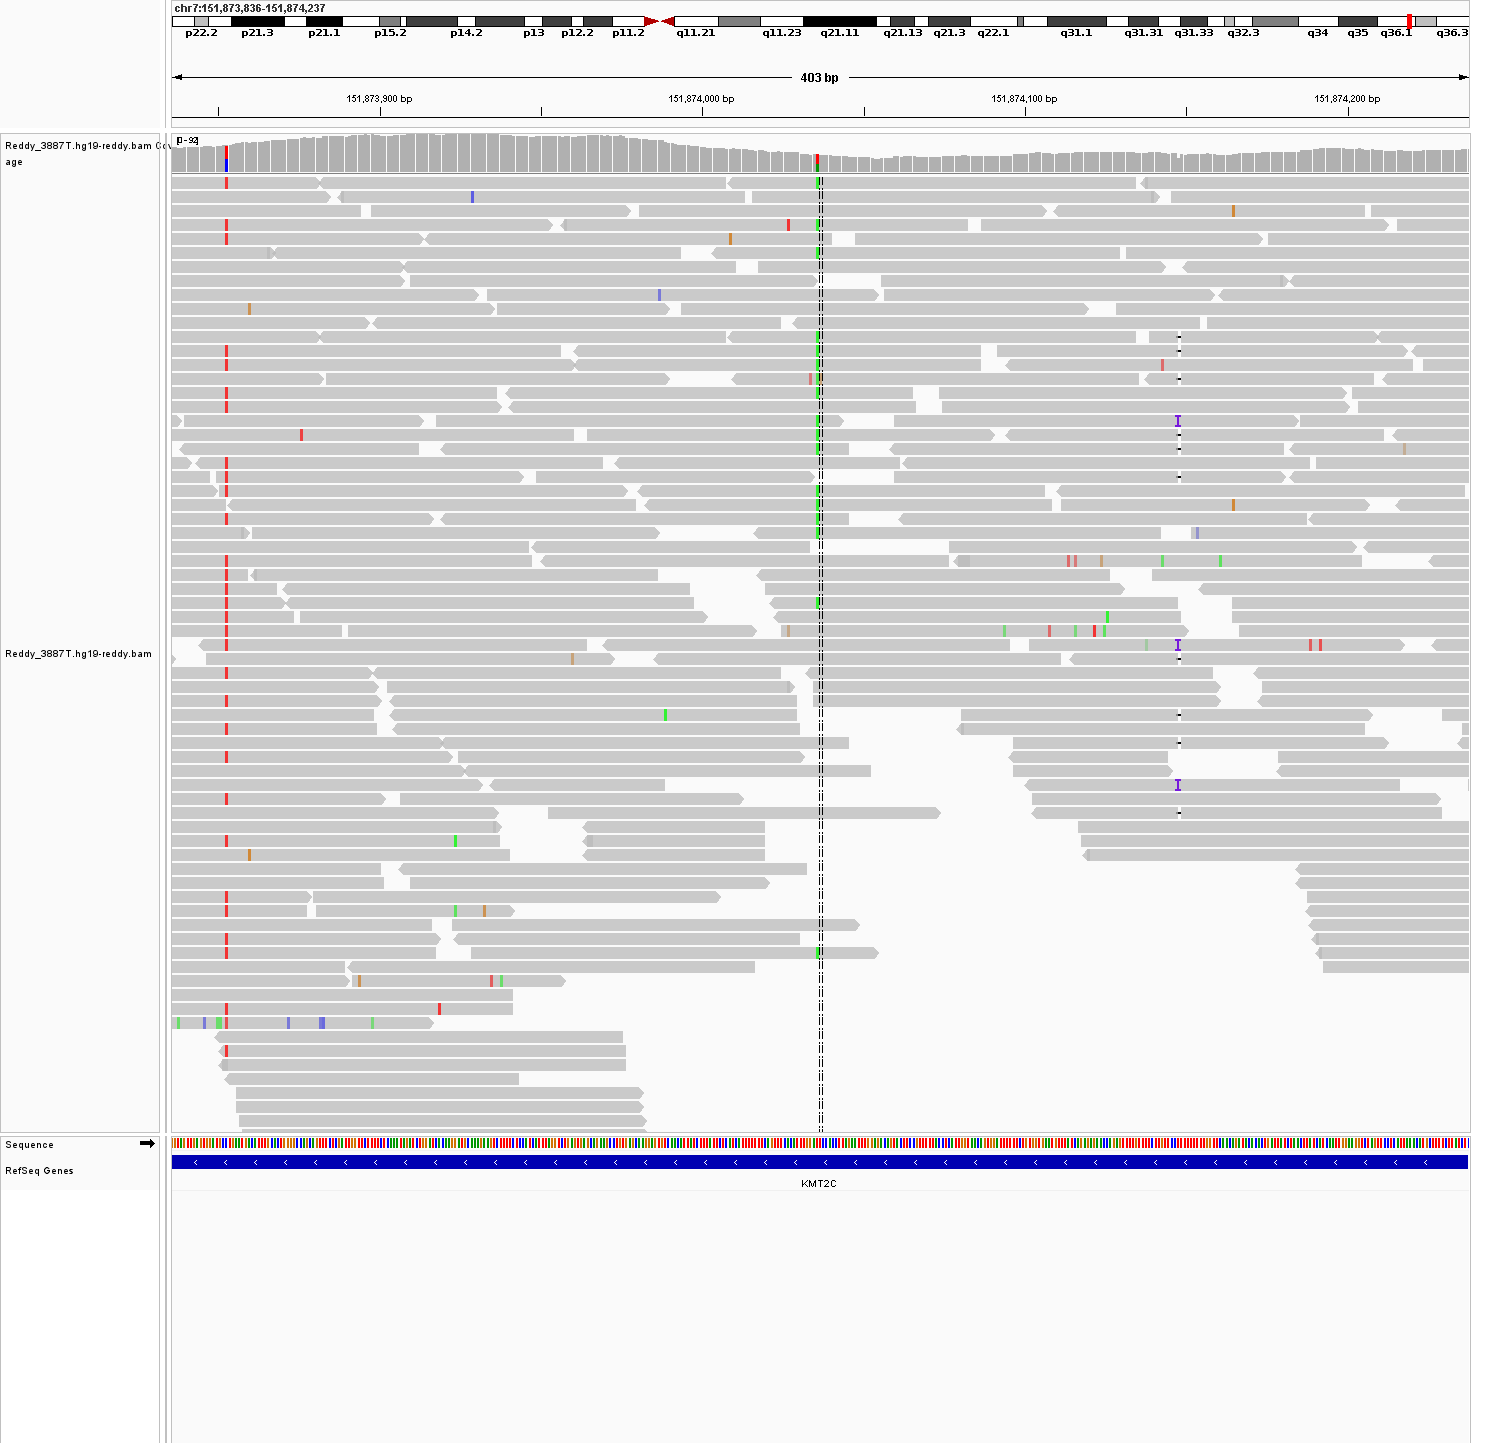 chr7:151,873,836-151,874,237
p22.2 p21.3 p21.1 p15.2 p14.2 p13 p12.2 p11.2 q11.21 q11.23 q21.11 q21.13 q21.3 q22.1 q31.1 q31.31 q31.33 q32.3 q34 q35 q36.1 q36.3
403 bp
151,873,900 bp 151,874,000 bp 151,874,100 bp 151,874,200 bp
[0-92]
Reddy_3887T.hg19-reddy.bam Cov
age
Reddy_3887T.hg19-reddy.bam
Sequence
RefSeq Genes
KMT2C